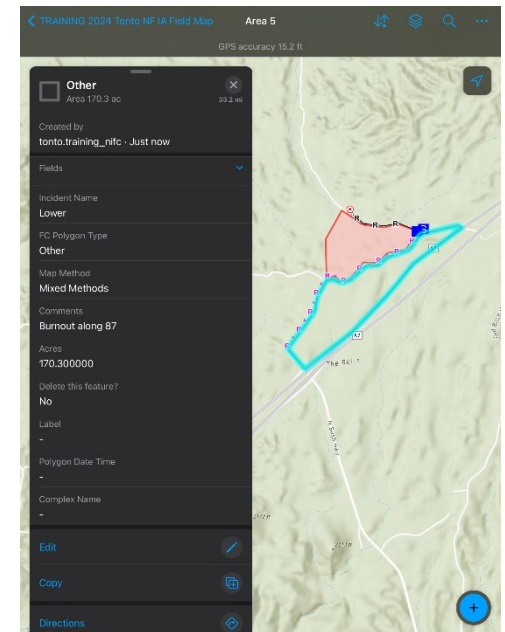 TRAINING 2024 Tonto NF IA Field Map
Area 5
GPS accuracy 15.2 ft
Other
Area 170.3 ac
33.2 mi
Created by
tonto.training_nifc · Just now
Fields
Incident Name
Lower
FC Polygon Type
Other
Map Method
Mixed Methods
Comments
Burnout along 87
Acres
170.300000
Delete this feature?
No
Label
-
Polygon Date Time
-
Complex Name
-
Edit
Copy
Directions
R
R
R
R
R
R
R
R
R
R
R
87
The Rolls